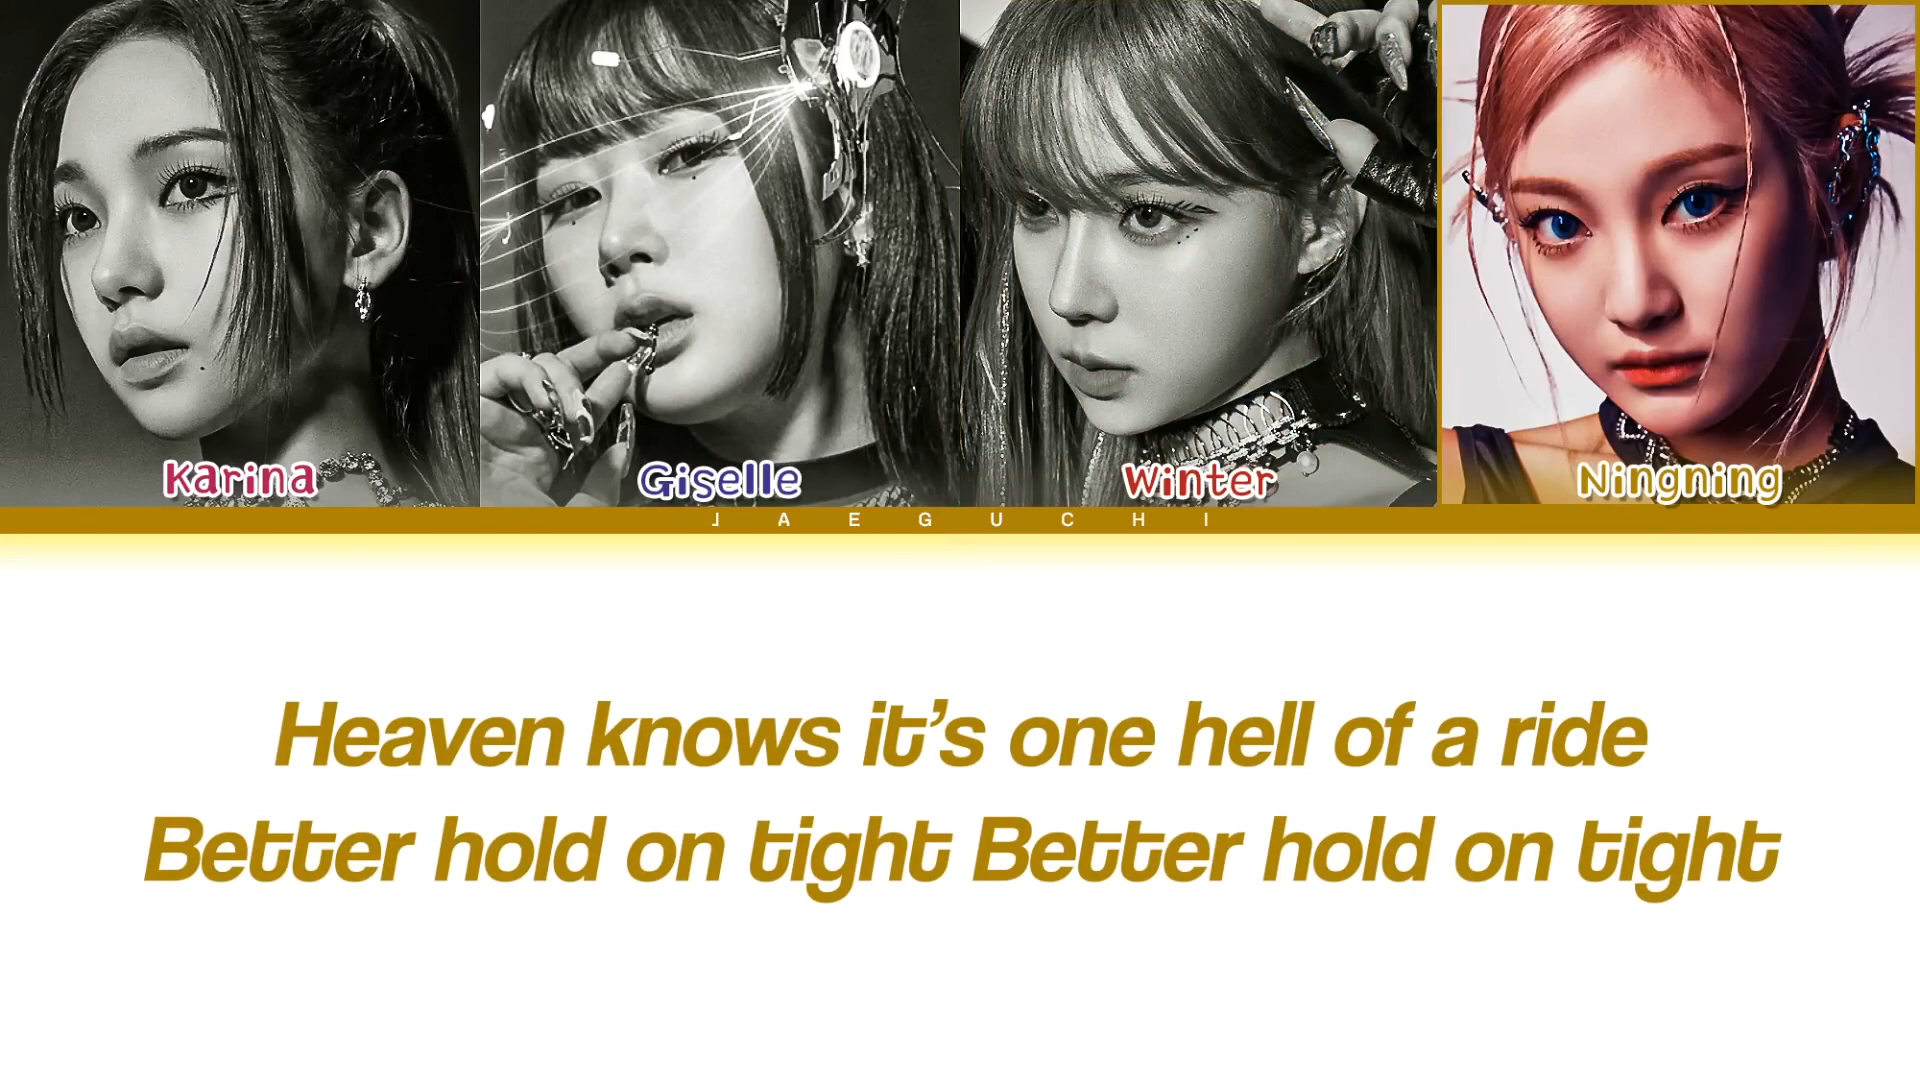 Karina
Giselle
Winter
Ningning
JAEGUCHI
Heaven knows it's one hell of a ride
Better hold on tight Better hold on tight